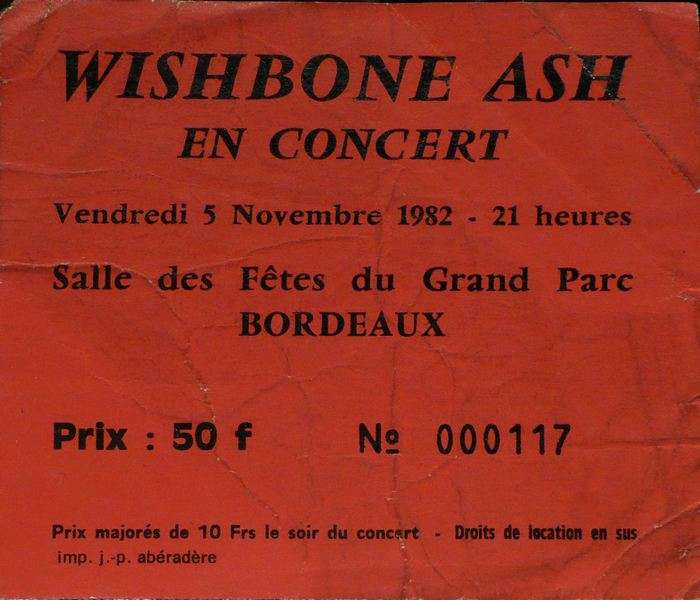 WISHBONE ASH
EN CONCERT
Vendredi 5 Novembre 1982 - 21 heures
Salle des Fêtes du Grand Parc
BORDEAUX
Prix : 50 f Nº 000117
Prix majorés de 10 Frs le soir du concert - Droits de location en sus
imp. j.-p. abéradère